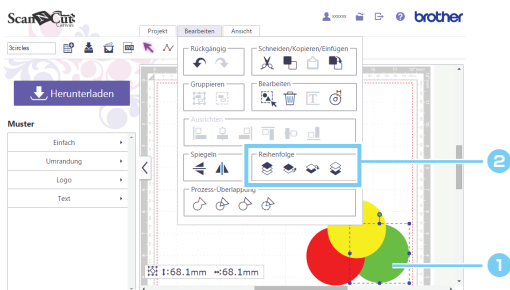 ScanNCut
Canvas
xxxxx
brother
Projekt Bearbeiten Ansicht
3circles
Rückgängig
Schneiden/Kopieren/Einfügen
Gruppieren
Bearbeiten
Herunterladen
Ausrichten
Muster
Einfach
Umrandung
Logo
Text
Spiegeln
Reihenfolge
2
Prozess-Überlappung
1
↕:68.1mm ↔:68.1mm